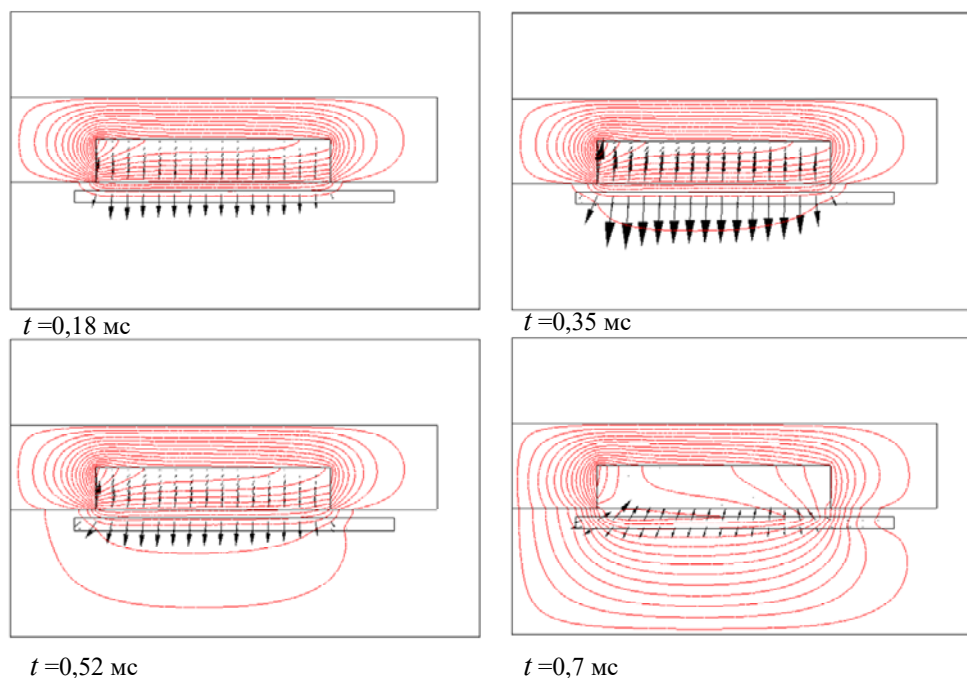 t =0,18 мс
t =0,35 мс
t =0,52 мс
t =0,7 мс